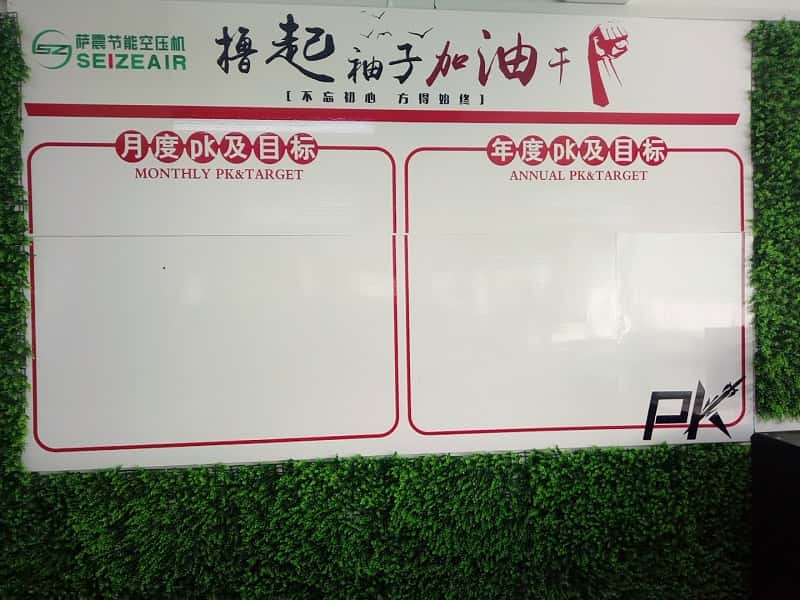 SZ
萨震节能空压机
SEIZEAIR
撸起袖子加油干
[不忘初心 方得始终]
月度pk及目标
MONTHLY PK&TARGET
年度pk及目标
ANNUAL PK&TARGET
PK